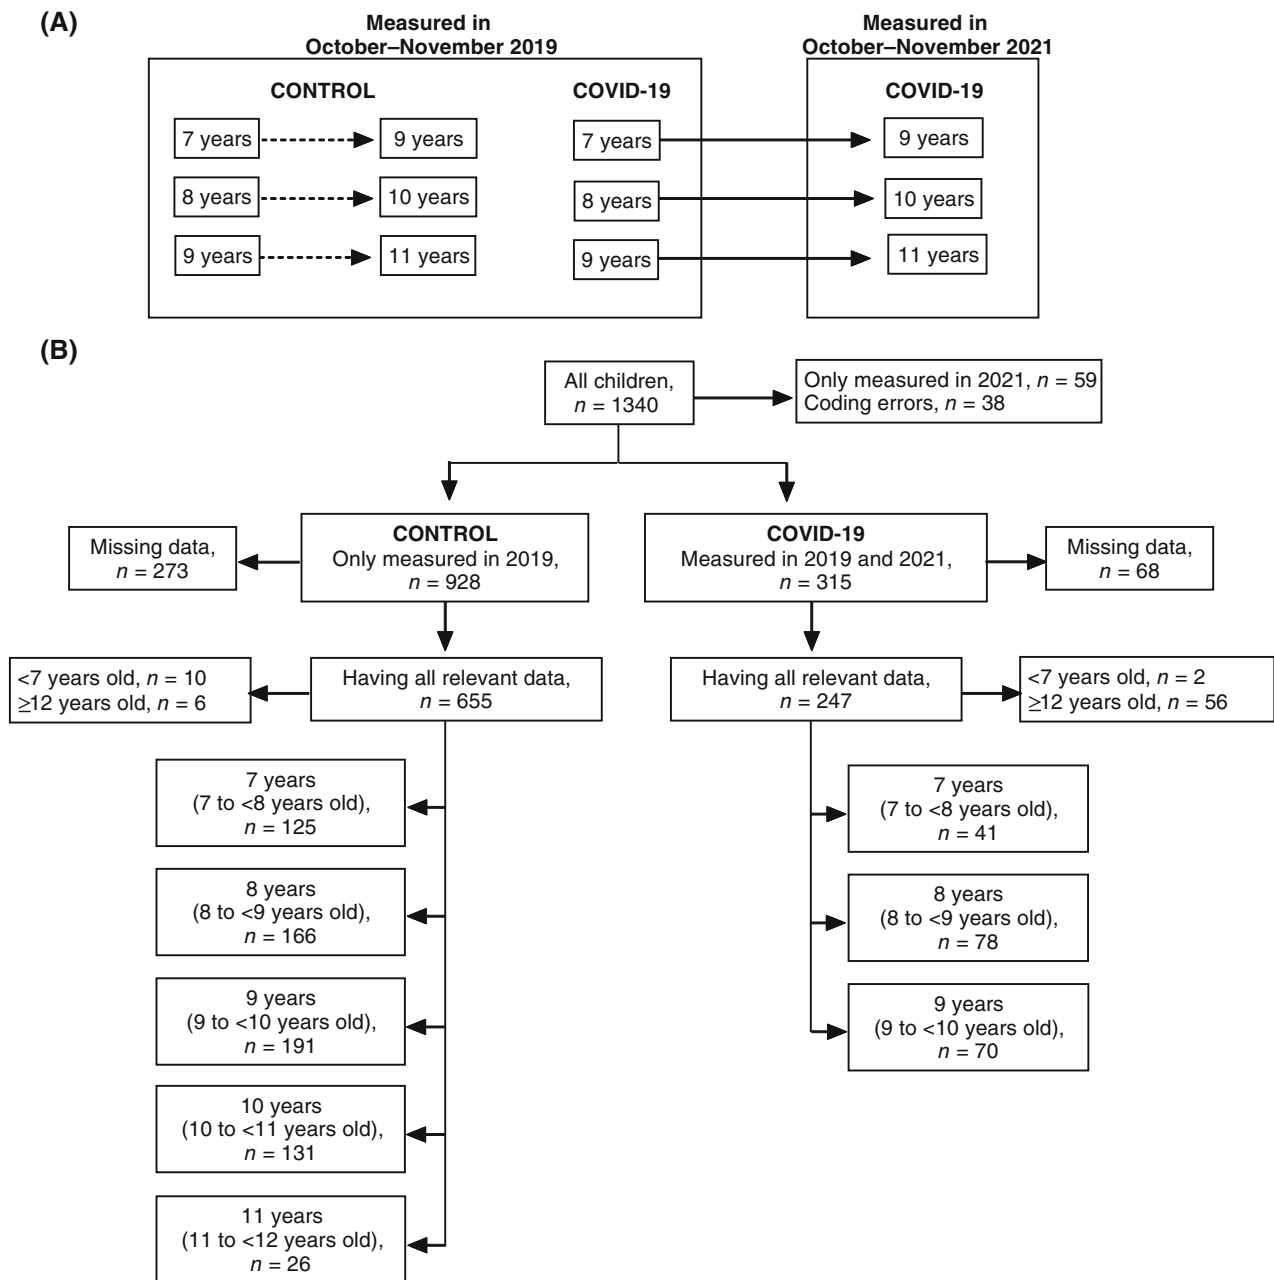 (A)
Measured in
October–November 2019
Measured in
October–November 2021
CONTROL
COVID-19
COVID-19
7 years
9 years
7 years
9 years
8 years
10 years
8 years
10 years
9 years
11 years
9 years
11 years
(B)
All children,
n = 1340
Only measured in 2021, n = 59
Coding errors, n = 38
Missing data,
n = 273
CONTROL
Only measured in 2019,
n = 928
COVID-19
Measured in 2019 and 2021,
n = 315
Missing data,
n = 68
<7 years old, n = 10
≥12 years old, n = 6
Having all relevant data,
n = 655
Having all relevant data,
n = 247
<7 years old, n = 2
≥12 years old, n = 56
7 years
(7 to <8 years old),
n = 125
7 years
(7 to <8 years old),
n = 41
8 years
(8 to <9 years old),
n = 166
8 years
(8 to <9 years old),
n = 78
9 years
(9 to <10 years old),
n = 191
9 years
(9 to <10 years old),
n = 70
10 years
(10 to <11 years old),
n = 131
11 years
(11 to <12 years old),
n = 26